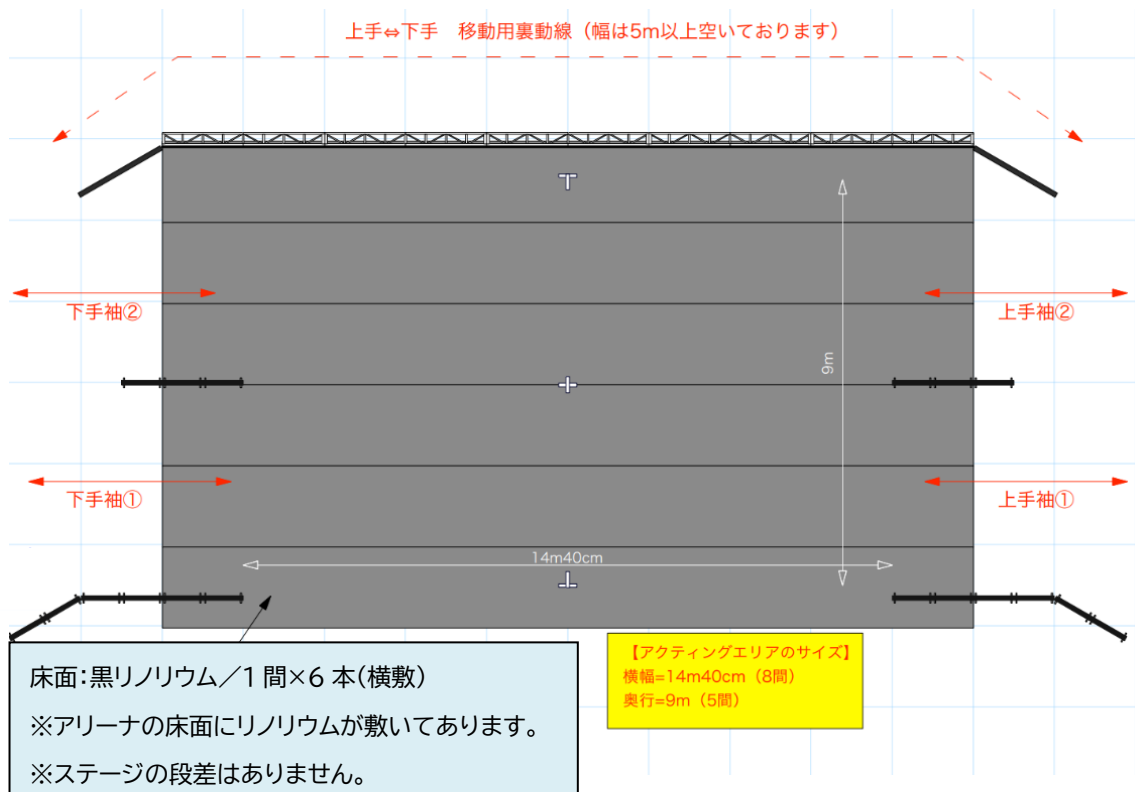 上手⇔下手　移動用裏動線（幅は5m以上空いております）
下手袖②
上手袖②
9m
下手袖①
上手袖①
14m40cm
床面:黒リノリウム／1間×6本(横敷)
※アリーナの床面にリノリウムが敷いてあります。
※ステージの段差はありません。
【アクティングエリアのサイズ】
横幅=14m40cm（8間）
奥行=9m（5間）